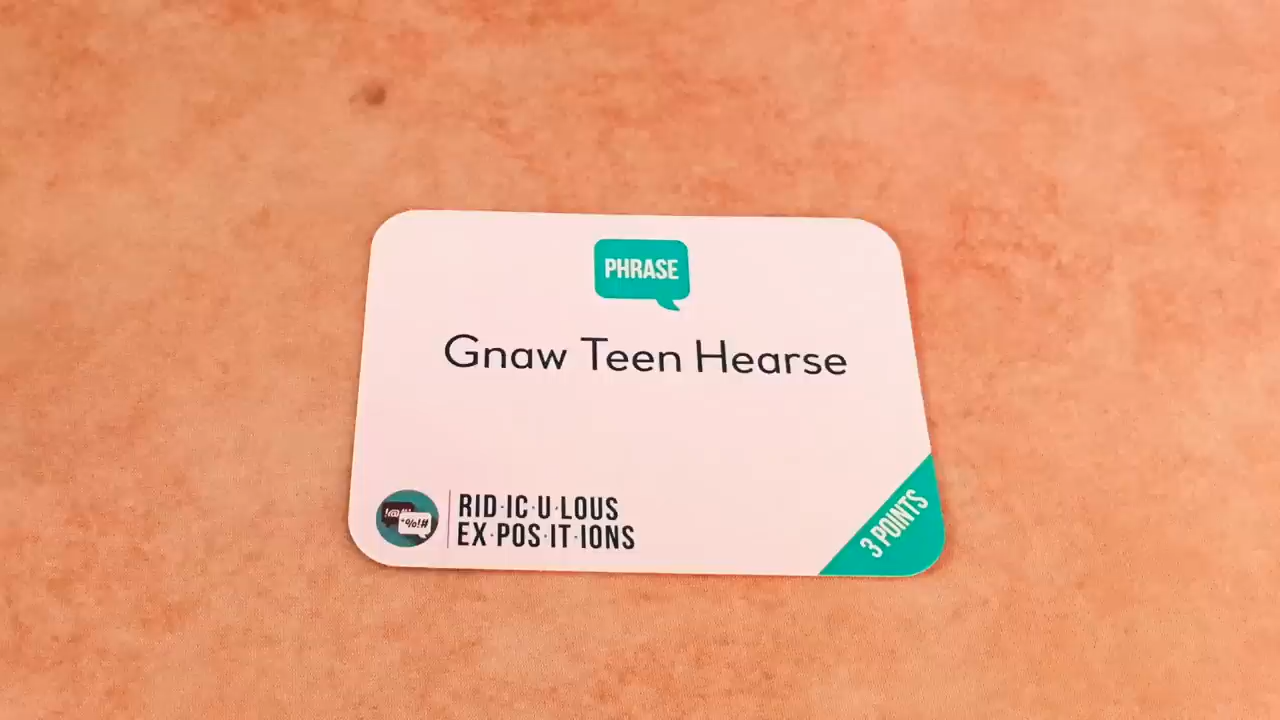 PHRASE
Gnaw Teen Hearse
!@#!
*%!#
RID·IC·U·LOUS
EX·POS·IT·IONS
3 POINTS